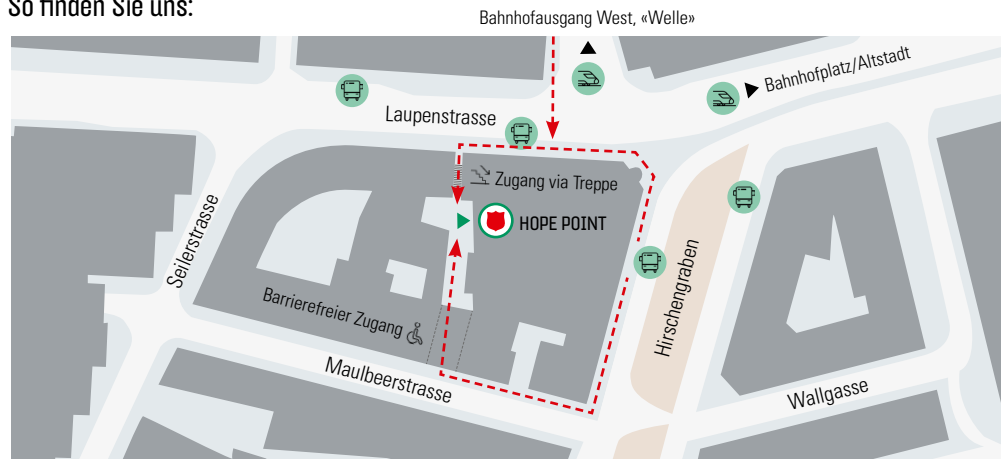 So finden Sie uns:
Bahnhofausgang West, «Welle»
Bahnhofplatz/Altstadt
Laupenstrasse
Zugang via Treppe
Seilerstrasse
HOPE POINT
Hirschengraben
Barrierefreier Zugang
Maulbeerstrasse
Wallgasse